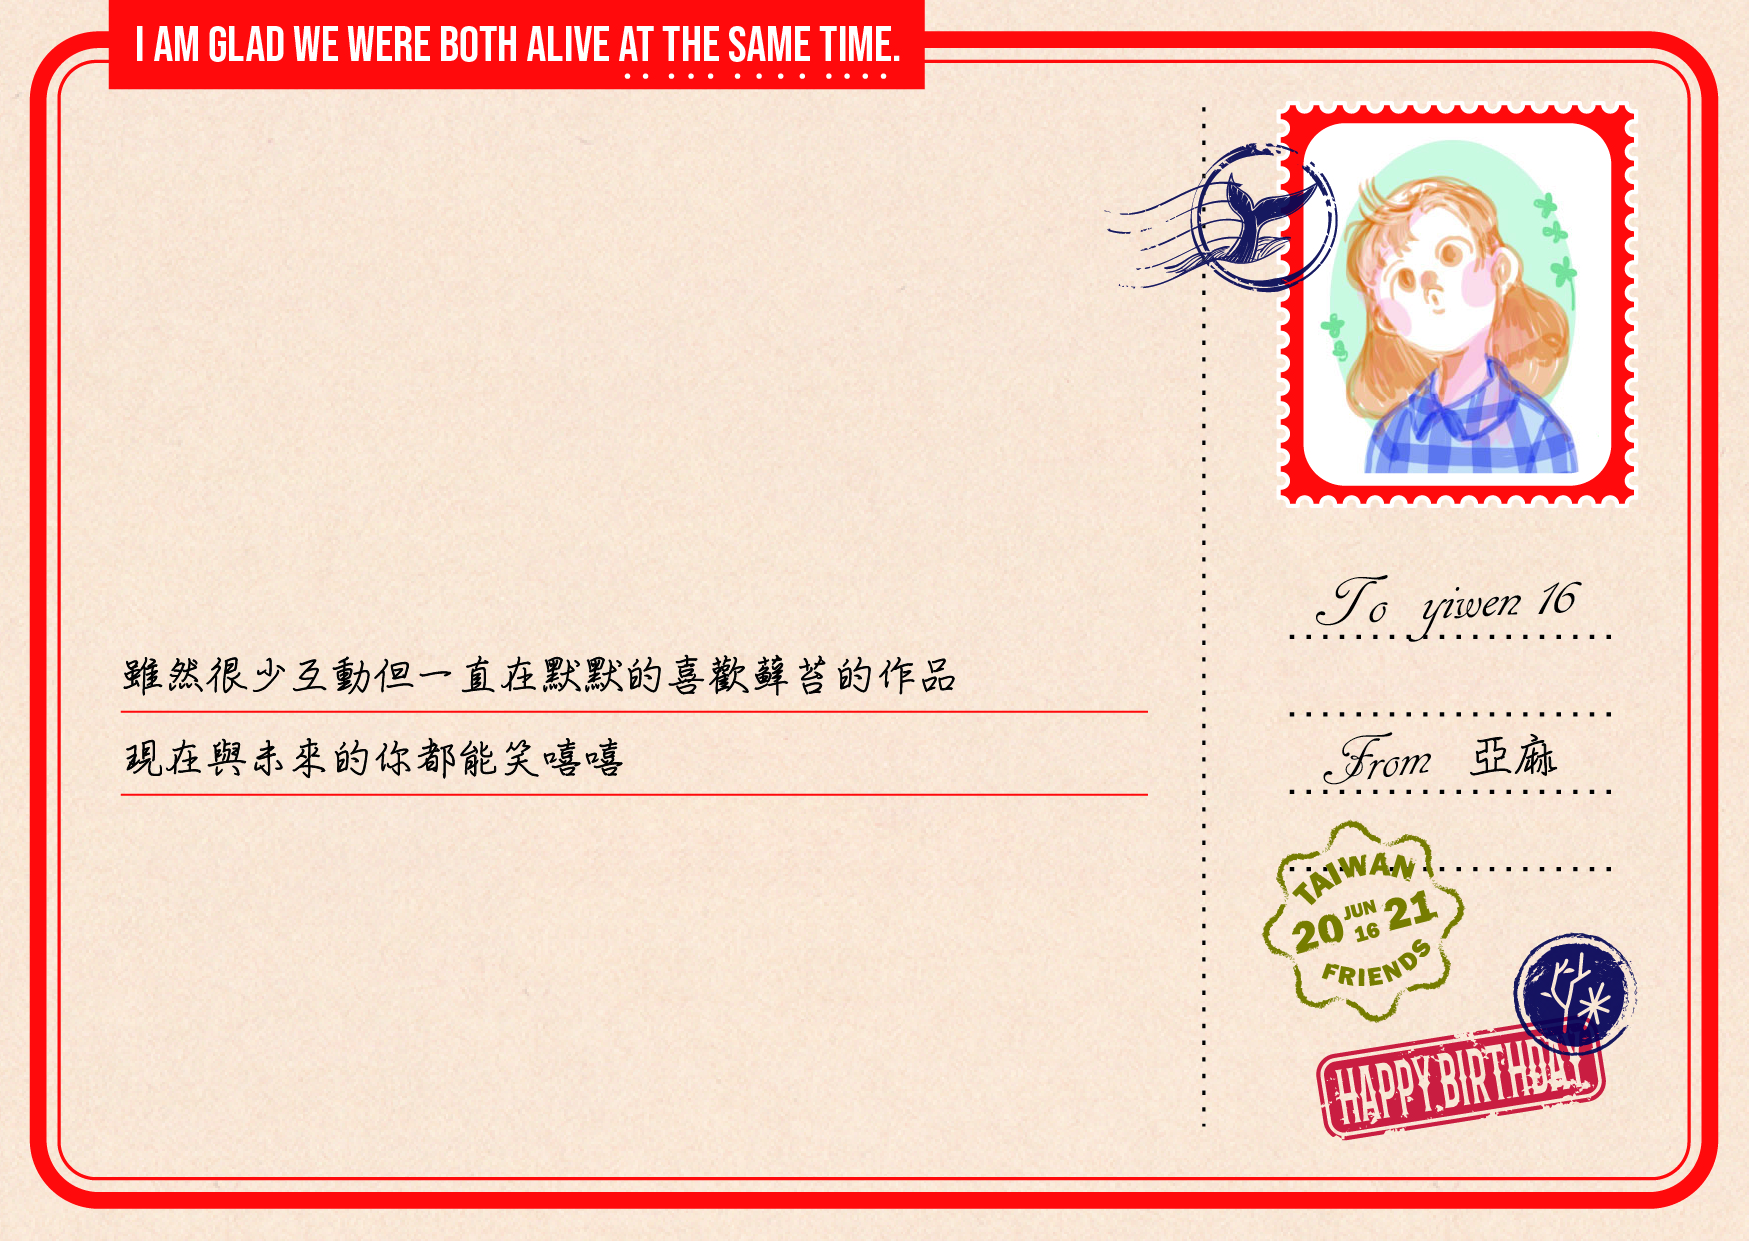 I AM GLAD WE WERE BOTH ALIVE AT THE SAME TIME.
雖然很少互動但一直在默默的喜歡蘚苔的作品
現在與未來的你都能笑嘻嘻
To yiwen 16
From 亞麻
TAIWAN
20 JUN 16 21
FRIENDS
HAPPY BIRTHDAY